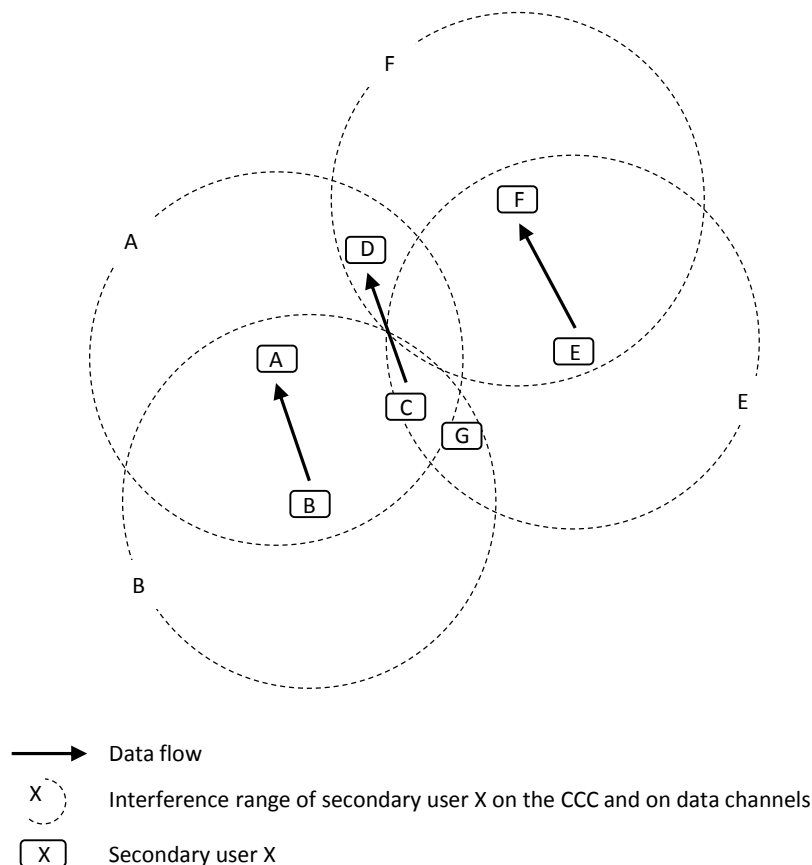 F
F
D
A
A
E
C
E
G
B
B
Data flow
X Interference range of secondary user X on the CCC and on data channels
X Secondary user X